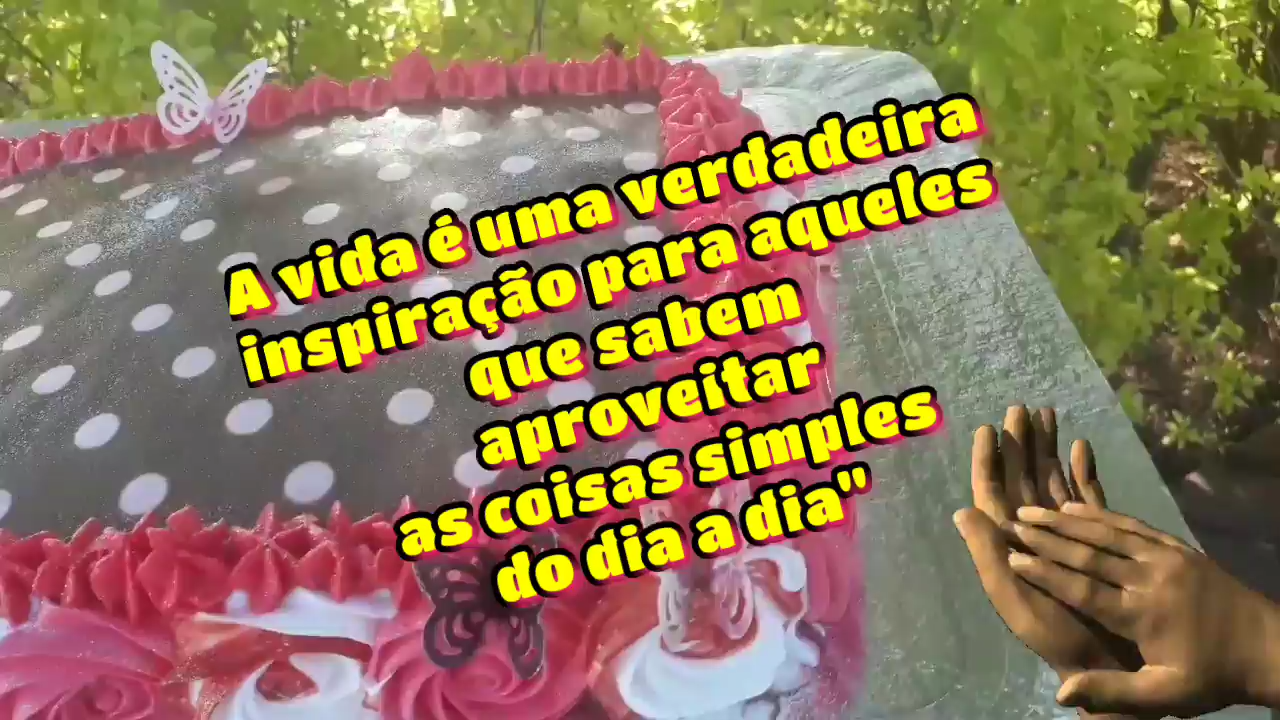 A vida é uma verdadeira
inspiração para aqueles
que sabem
aproveitar
as coisas simples
do dia a dia"